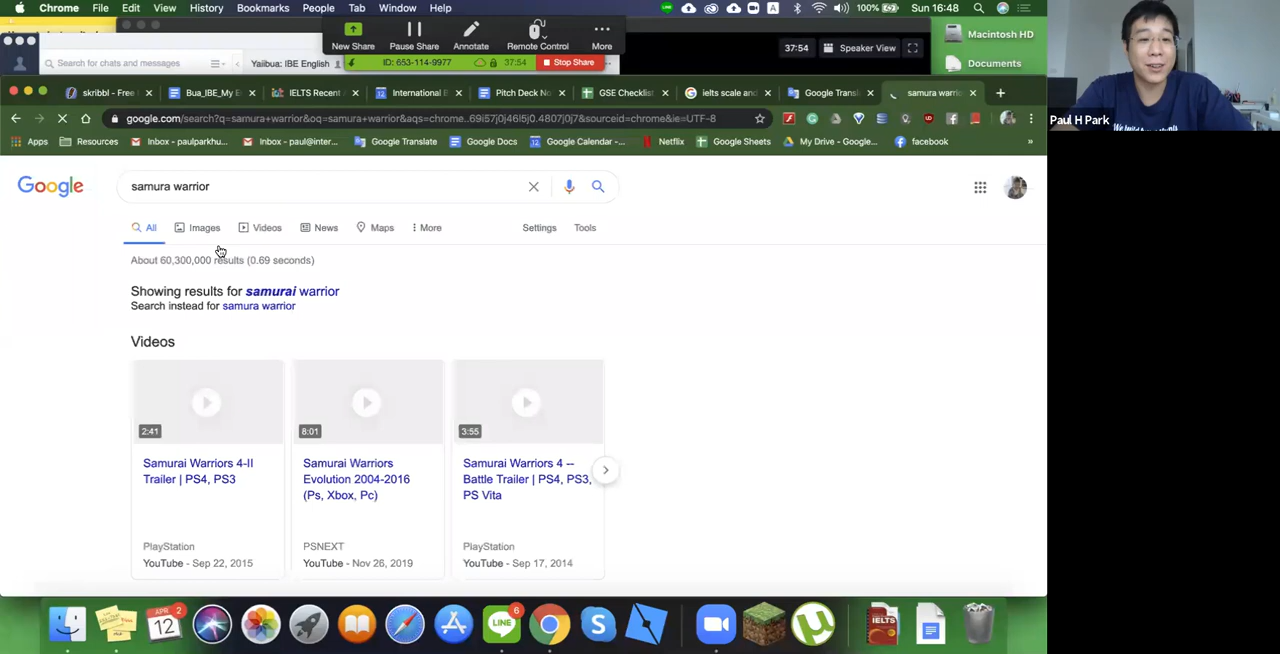 Chrome File Edit View History Bookmarks People Tab Window Help
A 100% Sun 16:48
New Share Pause Share Annotate Remote Control More
ID: 653-114-9977 37:54 Stop Share
37:54 Speaker View
Macintosh HD
Documents
Search for chats and messages
Yaiibua: IBE English
skribbl - Free Bua_IBE_My E IELTS Recent International E Pitch Deck No GSE Checklist ielts scale and Google Trans samura warrio
google.com/search?q=samura+warrior&oq=samura+warrior&aqs=chrome..69i57j0j46l5j0.4807j0j7&sourceid=chrome&ie=UTF-8
Apps Resources Inbox - paulparkhu... Inbox - paul@inter... Google Translate Google Docs Google Calendar -... Netflix Google Sheets My Drive - Google... facebook »
Paul H Park
Google samura warrior
All Images Videos News Maps More Settings Tools
About 60,300,000 results (0.69 seconds)
Showing results for samurai warrior
Search instead for samura warrior
Videos
2:41 8:01 3:55
Samurai Warriors 4-II
Trailer | PS4, PS3
Samurai Warriors
Evolution 2004-2016
(Ps, Xbox, Pc)
Samurai Warriors 4 --
Battle Trailer | PS4, PS3,
PS Vita
PlayStation
YouTube - Sep 22, 2015
PSNEXT
YouTube - Nov 26, 2019
PlayStation
YouTube - Sep 17, 2014
APR 2
12
LINE 6
IELTS